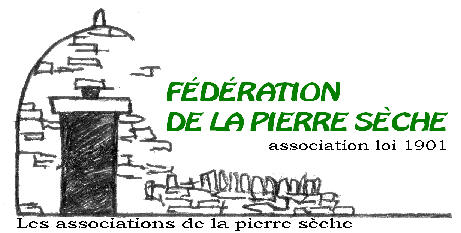 FÉDÉRATION
DE LA PIERRE SÈCHE
association loi 1901
Les associations de la pierre sèche